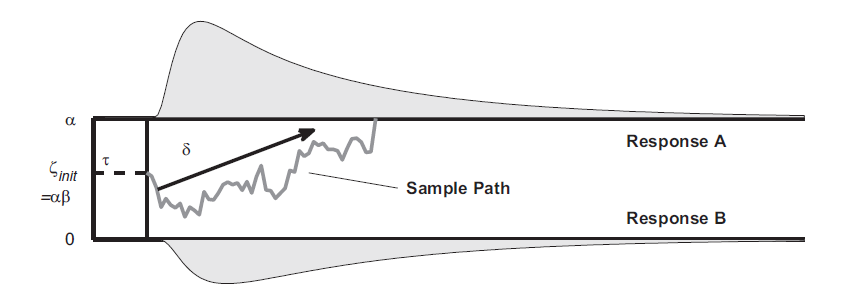 α
τ
δ
Response A
ζinit
=αβ
Sample Path
Response B
0